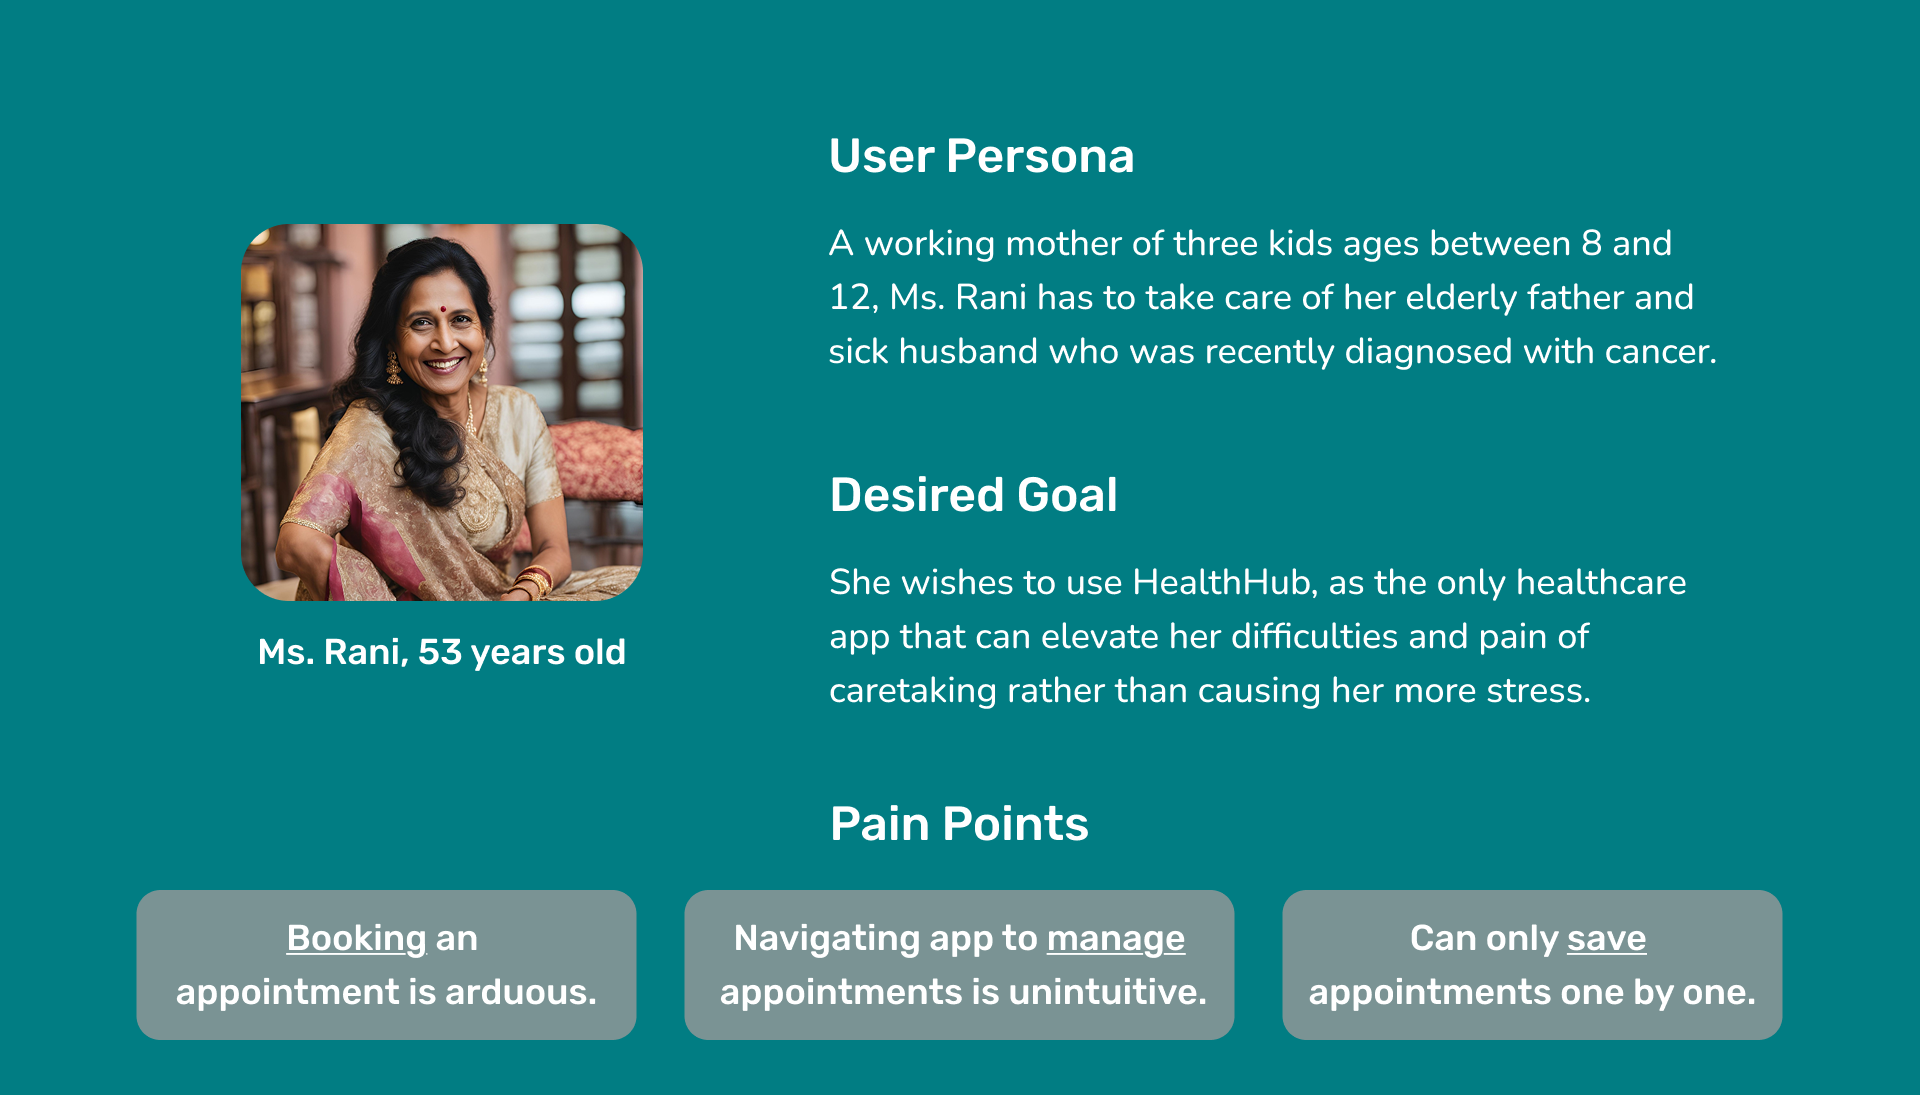 User Persona
A working mother of three kids ages between 8 and
12, Ms. Rani has to take care of her elderly father and
sick husband who was recently diagnosed with cancer.
Ms. Rani, 53 years old
Desired Goal
She wishes to use HealthHub, as the only healthcare
app that can elevate her difficulties and pain of
caretaking rather than causing her more stress.
Pain Points
Booking an
appointment is arduous.
Navigating app to manage
appointments is unintuitive.
Can only save
appointments one by one.